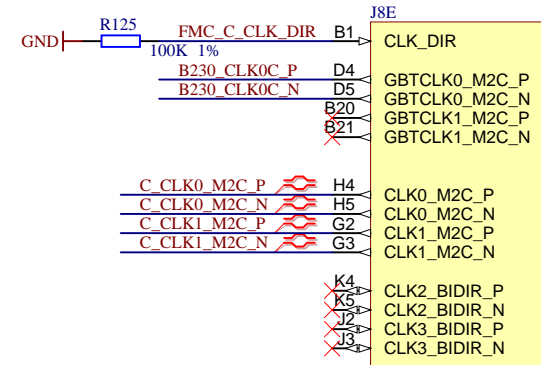 J8E
R125
FMC_C_CLK_DIR B1 CLK_DIR
GND
100K 1%
B230_CLK0C_P D4 GBTCLK0_M2C_P
B230_CLK0C_N D5 GBTCLK0_M2C_N
B20 GBTCLK1_M2C_P
B21 GBTCLK1_M2C_N
C_CLK0_M2C_P H4 CLK0_M2C_P
C_CLK0_M2C_N H5 CLK0_M2C_N
C_CLK1_M2C_P G2 CLK1_M2C_P
C_CLK1_M2C_N G3 CLK1_M2C_N
K4 CLK2_BIDIR_P
K5 CLK2_BIDIR_N
J2 CLK3_BIDIR_P
J3 CLK3_BIDIR_N